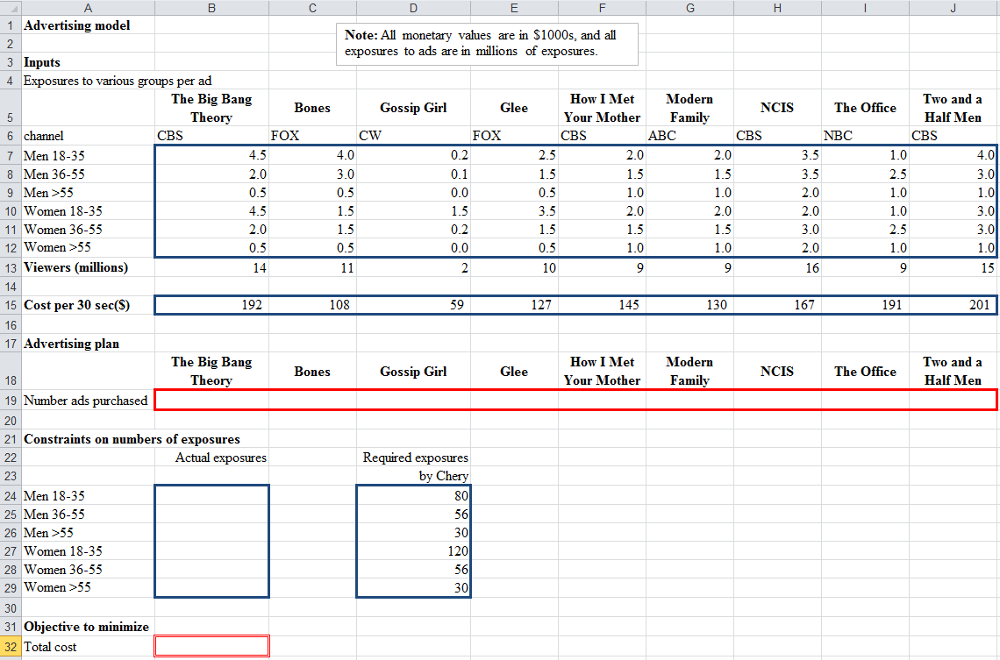 A B C D E F G H I J
1 Advertising model
Note: All monetary values are in $1000s, and all
exposures to ads are in millions of exposures.
2
3 Inputs
4 Exposures to various groups per ad
The Big Bang How I Met Modern Two and a
5 Theory Bones Gossip Girl Glee Your Mother Family NCIS The Office Half Men
6 channel CBS FOX CW FOX CBS ABC CBS NBC CBS
7 Men 18-35 4.5 4.0 0.2 2.5 2.0 2.0 3.5 1.0 4.0
8 Men 36-55 2.0 3.0 0.1 1.5 1.5 1.5 3.5 2.5 3.0
9 Men >55 0.5 0.5 0.0 0.5 1.0 1.0 2.0 1.0 1.0
10 Women 18-35 4.5 1.5 1.5 3.5 2.0 2.0 2.0 1.0 3.0
11 Women 36-55 2.0 1.5 0.2 1.5 1.5 1.5 3.0 2.5 3.0
12 Women >55 0.5 0.5 0.0 0.5 1.0 1.0 2.0 1.0 1.0
13 Viewers (millions) 14 11 2 10 9 9 16 9 15
14
15 Cost per 30 sec($) 192 108 59 127 145 130 167 191 201
16
17 Advertising plan
The Big Bang How I Met Modern Two and a
18 Theory Bones Gossip Girl Glee Your Mother Family NCIS The Office Half Men
19 Number ads purchased
20
21 Constraints on numbers of exposures
22 Actual exposures Required exposures
23 by Chery
24 Men 18-35 80
25 Men 36-55 56
26 Men >55 30
27 Women 18-35 120
28 Women 36-55 56
29 Women >55 30
30
31 Objective to minimize
32 Total cost